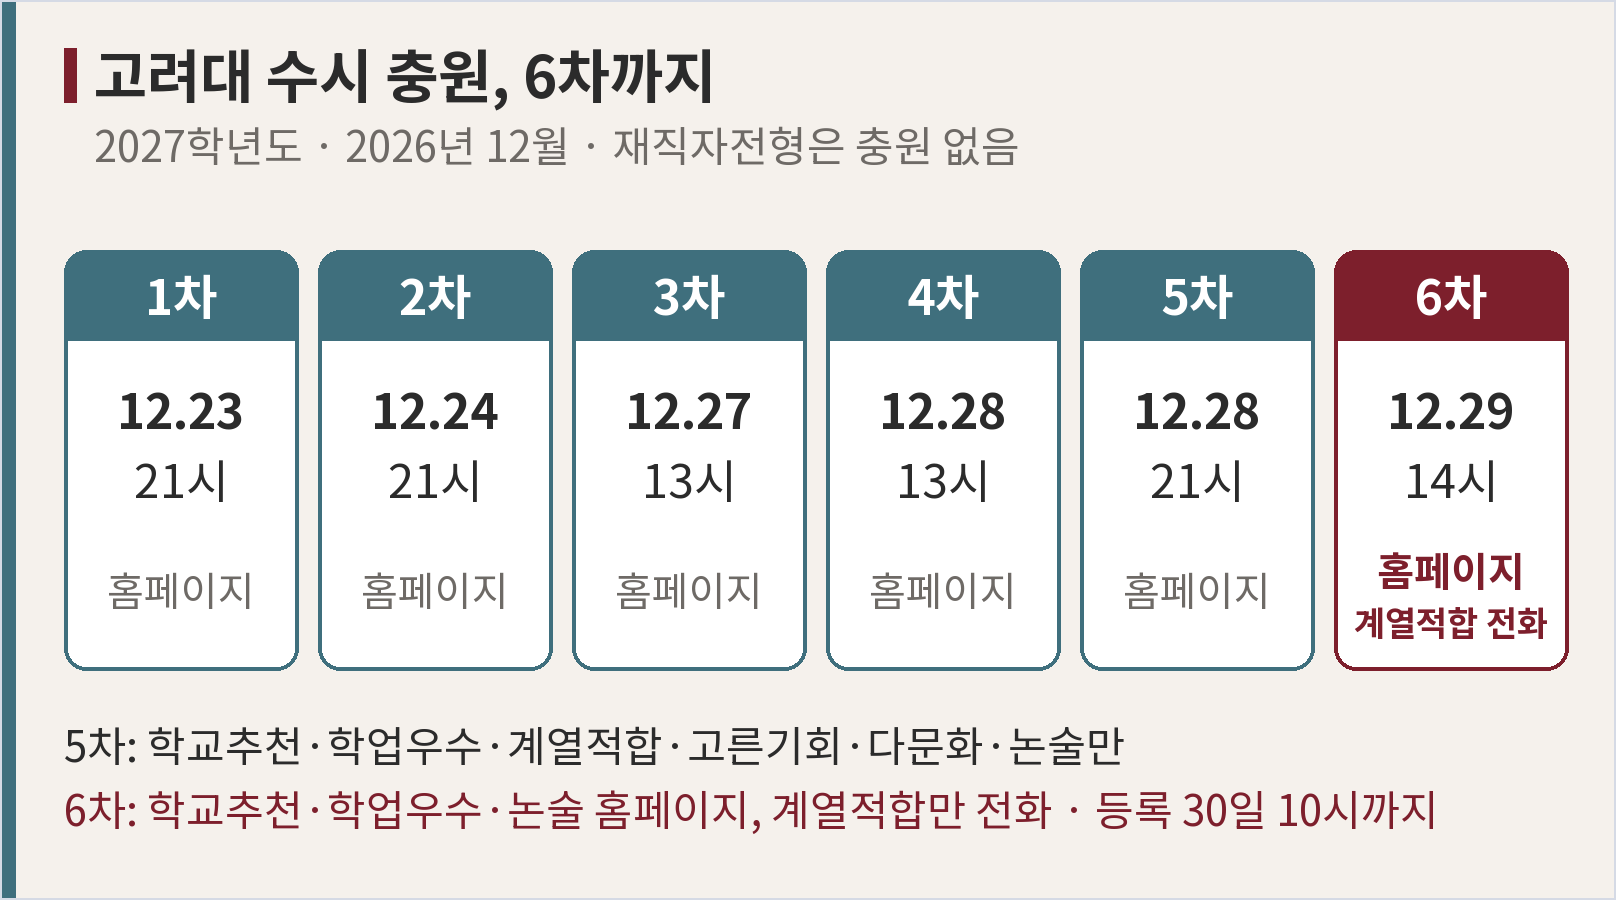 고려대 수시 충원, 6차까지
2027학년도 · 2026년 12월 · 재직자전형은 충원 없음
1차
12.23
21시
홈페이지
2차
12.24
21시
홈페이지
3차
12.27
13시
홈페이지
4차
12.28
13시
홈페이지
5차
12.28
21시
홈페이지
6차
12.29
14시
홈페이지
계열적합 전화
5차: 학교추천·학업우수·계열적합·고른기회·다문화·논술만
6차: 학교추천·학업우수·논술 홈페이지, 계열적합만 전화 · 등록 30일 10시까지